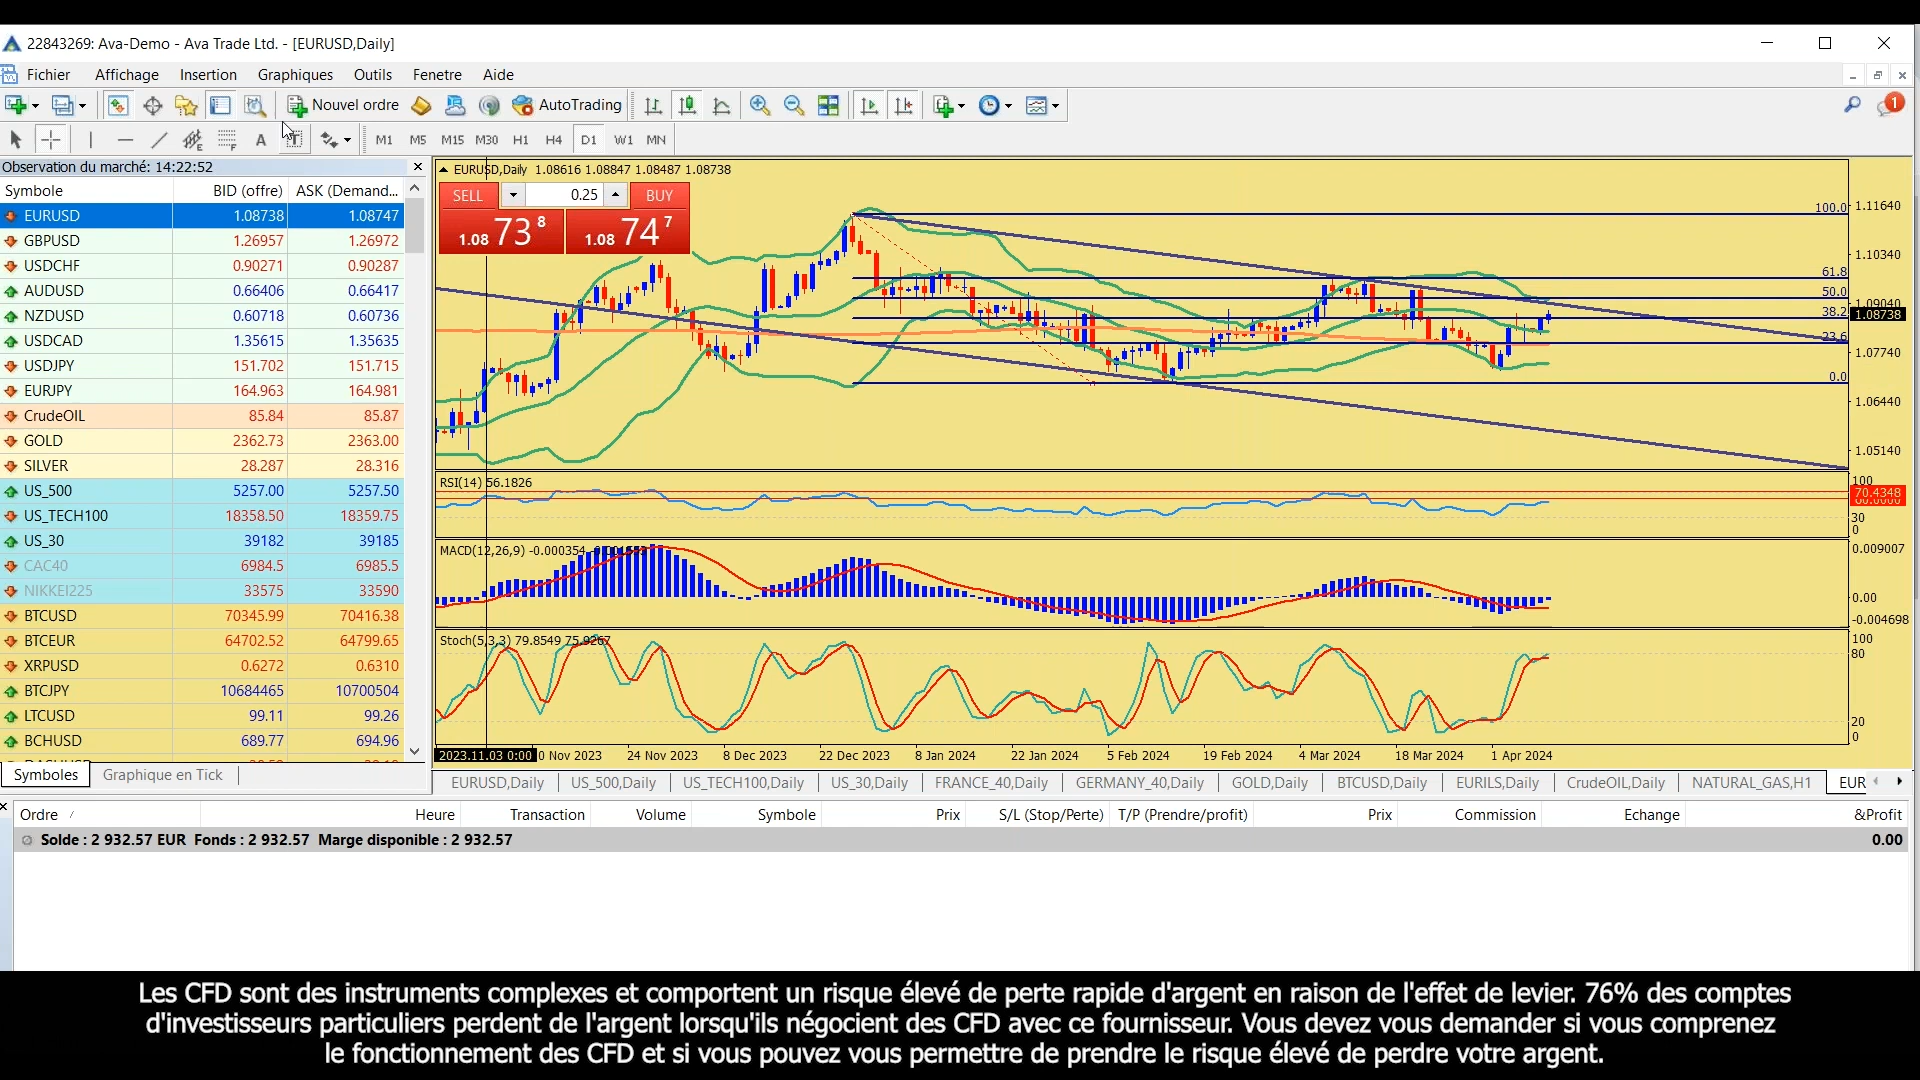 22843269: Ava-Demo - Ava Trade Ltd. - [EURUSD,Daily]
Fichier Affichage Insertion Graphiques Outils Fenetre Aide
Nouvel ordre AutoTrading 1
A T M1 M5 M15 M30 H1 H4 D1 W1 MN
Observation du marché: 14:22:52
Symbole BID (offre) ASK (Demand...
EURUSD 1.08738 1.08747
GBPUSD 1.26957 1.26972
USDCHF 0.90271 0.90287
AUDUSD 0.66406 0.66417
NZDUSD 0.60718 0.60736
USDCAD 1.35615 1.35635
USDJPY 151.702 151.715
EURJPY 164.963 164.981
CrudeOIL 85.84 85.87
GOLD 2362.73 2363.00
SILVER 28.287 28.316
US_500 5257.00 5257.50
US_TECH100 18358.50 18359.75
US_30 39182 39185
CAC40 6984.5 6985.5
NIKKEI225 33575 33590
BTCUSD 70345.99 70416.38
BTCEUR 64702.52 64799.65
XRPUSD 0.6272 0.6310
BTCJPY 10684465 10700504
LTCUSD 99.11 99.26
BCHUSD 689.77 694.96
Symboles Graphique en Tick
EURUSD,Daily 1.08616 1.08847 1.08487 1.08738
SELL 0.25 BUY
1.08 73 8 1.08 74 7
100.0 1.11640
1.10340
61.8
50.0 1.09040
38.2 1.08738
23.6
1.07740
0.0
1.06440
1.05140
RSI(14) 56.1826
100
70.4348
30
0
MACD(12,26,9) -0.000354
0.009007
0.00
-0.004698
Stoch(5,3,3) 79.8549 75.9267
100
80
20
0
2023.11.03 0:00 0 Nov 2023 24 Nov 2023 8 Dec 2023 22 Dec 2023 8 Jan 2024 22 Jan 2024 5 Feb 2024 19 Feb 2024 4 Mar 2024 18 Mar 2024 1 Apr 2024
EURUSD,Daily US_500,Daily US_TECH100,Daily US_30,Daily FRANCE_40,Daily GERMANY_40,Daily GOLD,Daily BTCUSD,Daily EURILS,Daily CrudeOIL,Daily NATURAL_GAS,H1 EUR
Ordre / Heure Transaction Volume Symbole Prix S/L (Stop/Perte) T/P (Prendre/profit) Prix Commission Echange &Profit
Solde : 2 932.57 EUR Fonds : 2 932.57 Marge disponible : 2 932.57 0.00
Les CFD sont des instruments complexes et comportent un risque élevé de perte rapide d'argent en raison de l'effet de levier. 76% des comptes
d'investisseurs particuliers perdent de l'argent lorsqu'ils négocient des CFD avec ce fournisseur. Vous devez vous demander si vous comprenez
le fonctionnement des CFD et si vous pouvez vous permettre de prendre le risque élevé de perdre votre argent.